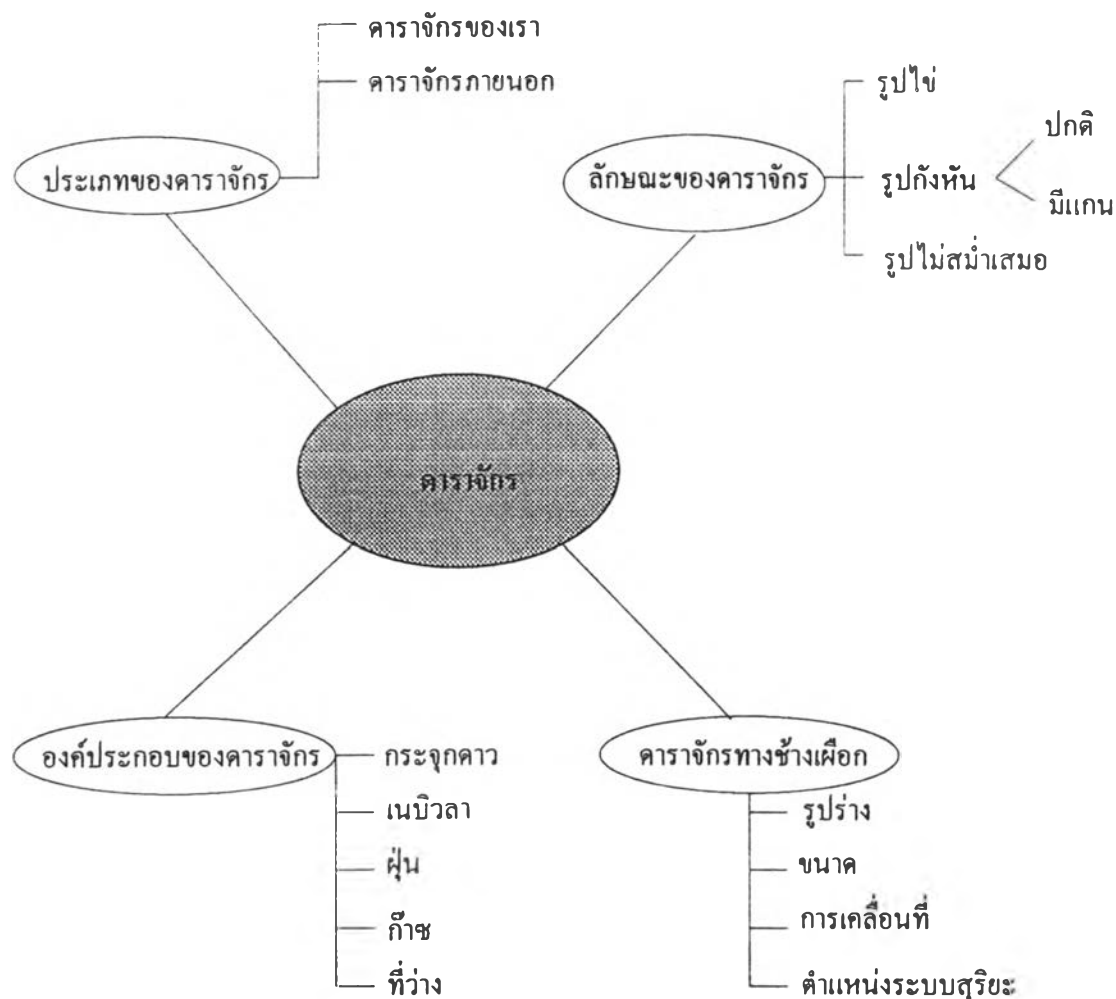 ดาราจักรของเรา
ดาราจักรภายนอก
ประเภทของดาราจักร
รูปไข่
ปกติ
ลักษณะของดาราจักร
รูปกังหัน
มีแกน
รูปไม่สม่ำเสมอ
ดาราจักร
องค์ประกอบของดาราจักร
กระจุกดาว
เนบิวลา
ฝุ่น
ก๊าซ
ที่ว่าง
ดาราจักรทางช้างเผือก
รูปร่าง
ขนาด
การเคลื่อนที่
ตำแหน่งระบบสุริยะ